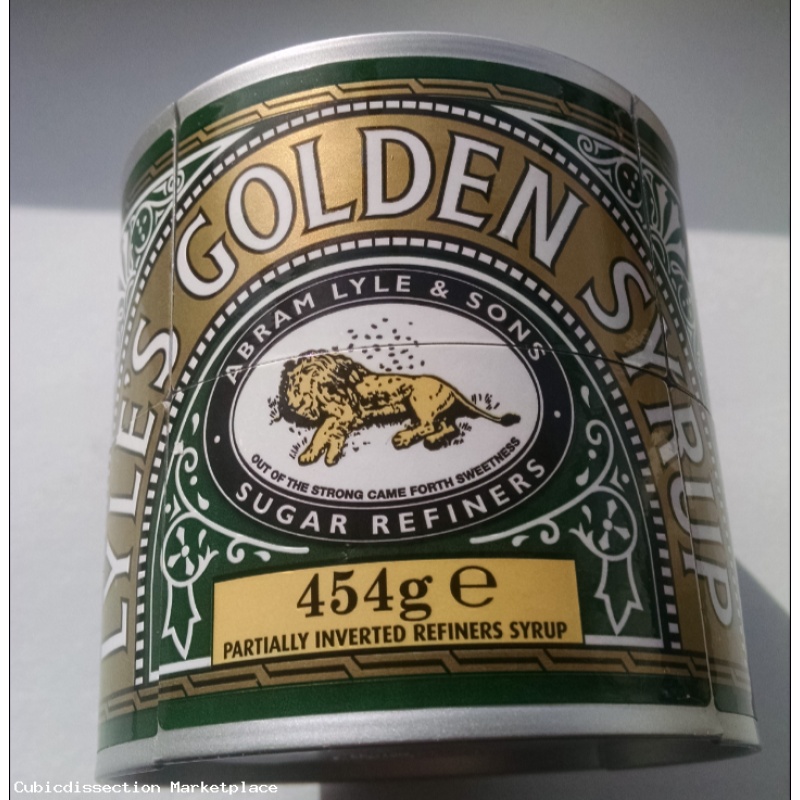 LYLE'S GOLDEN SYRUP
ABRAM LYLE & SONS
OUT OF THE STRONG CAME FORTH SWEETNESS
SUGAR REFINERS
454g e
PARTIALLY INVERTED REFINERS SYRUP
Cubicdissection Marketplace